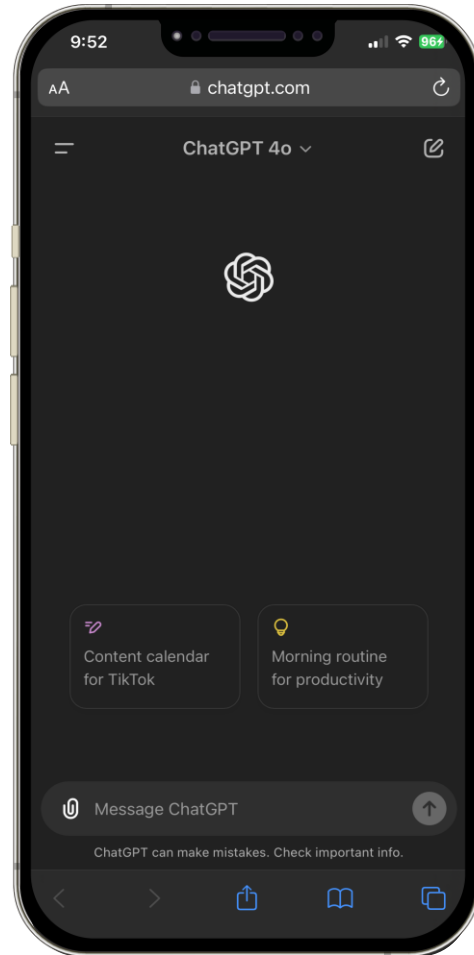 9:52
96
AA
chatgpt.com
ChatGPT 4o
Content calendar
for TikTok
Morning routine
for productivity
Message ChatGPT
ChatGPT can make mistakes. Check important info.